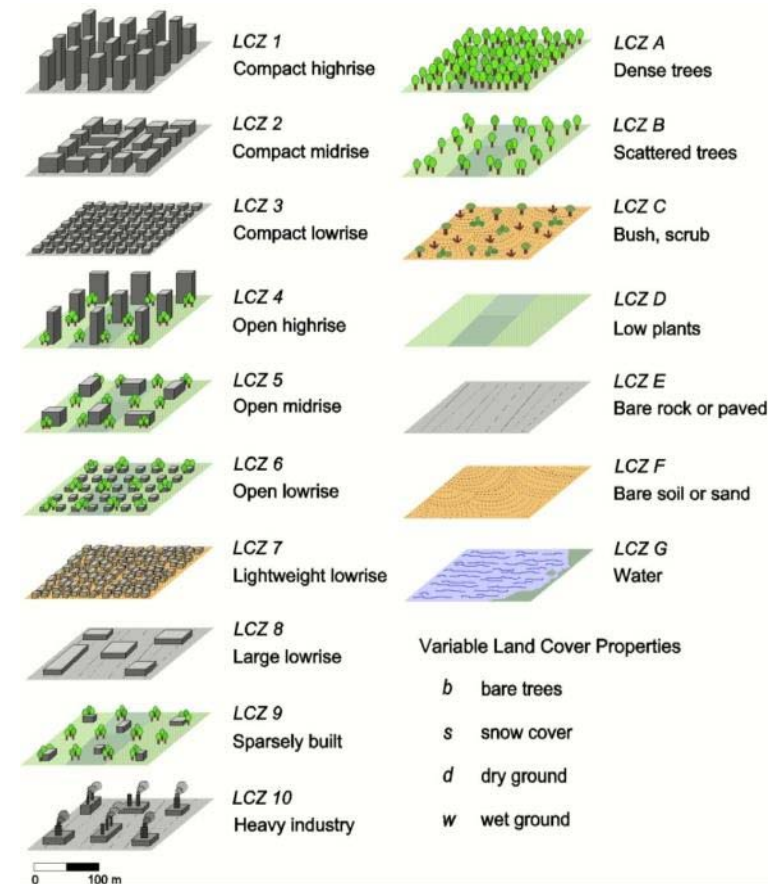 LCZ 1
Compact highrise
LCZ 2
Compact midrise
LCZ 3
Compact lowrise
LCZ 4
Open highrise
LCZ 5
Open midrise
LCZ 6
Open lowrise
LCZ 7
Lightweight lowrise
LCZ 8
Large lowrise
LCZ 9
Sparsely built
LCZ 10
Heavy industry
0 100 m
LCZ A
Dense trees
LCZ B
Scattered trees
LCZ C
Bush, scrub
LCZ D
Low plants
LCZ E
Bare rock or paved
LCZ F
Bare soil or sand
LCZ G
Water
Variable Land Cover Properties
b bare trees
s snow cover
d dry ground
w wet ground